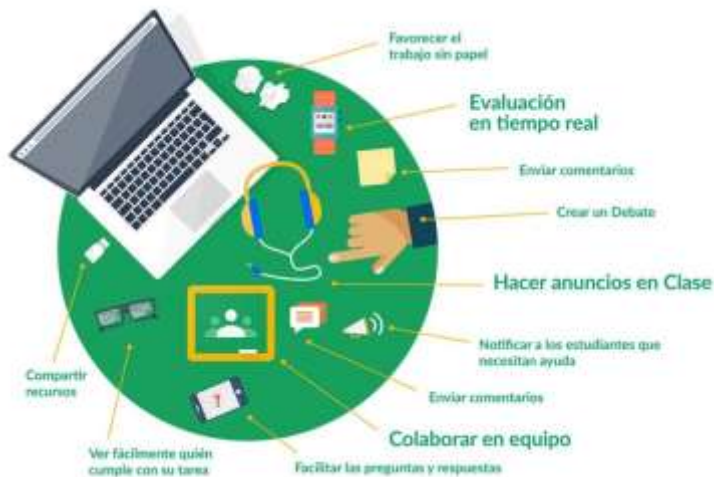 Favorecer el
trabajo sin papel
Evaluación
en tiempo real
Enviar comentarios
Crear un Debate
Hacer anuncios en Clase
Notificar a los estudiantes que
necesitan ayuda
Enviar comentarios
Colaborar en equipo
Facilitar las preguntas y respuestas
Ver fácilmente quién
cumple con su tarea
Compartir
recursos
?